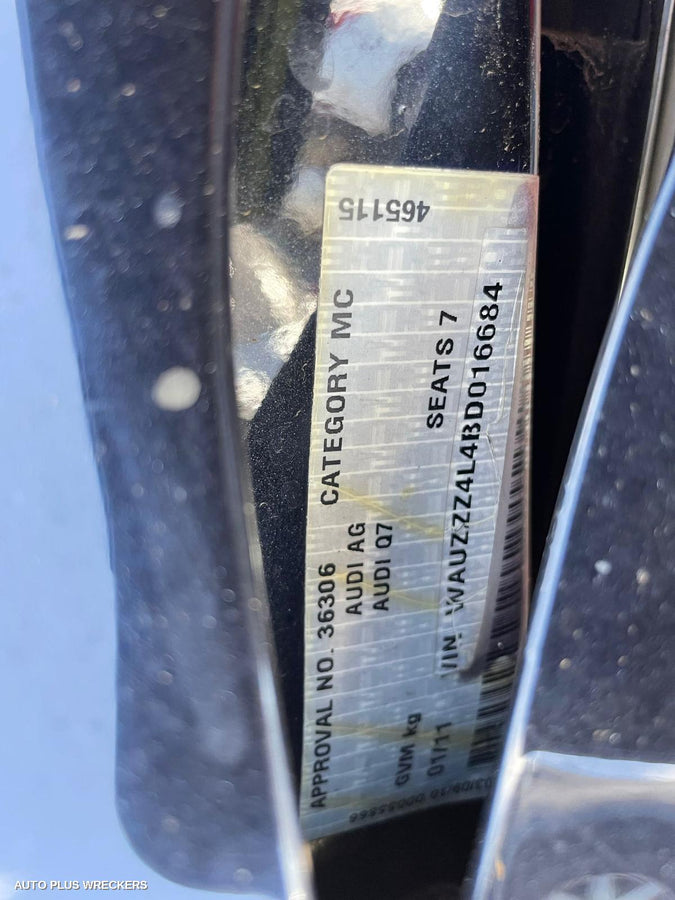 465115
APPROVAL NO. 36306 CATEGORY MC
AUDI AG
AUDI Q7
GVM kg SEATS 7
01/11 VIN: WAUZZZ4L4BD016684
AUTO PLUS WRECKERS